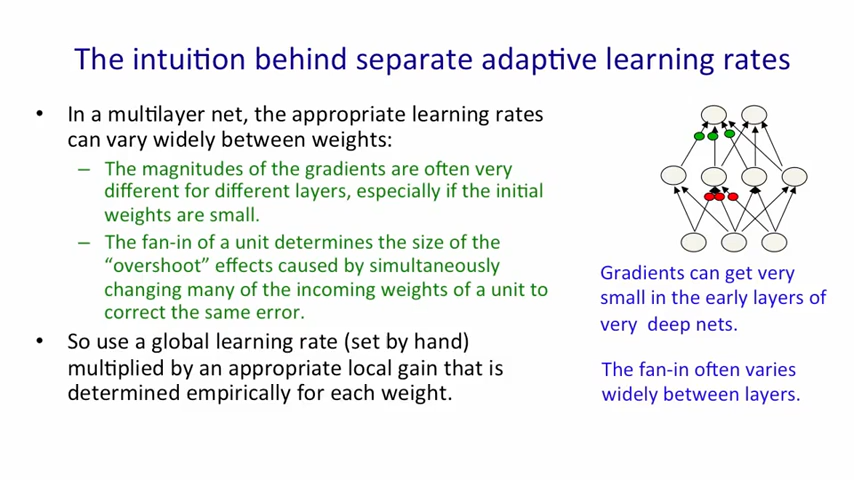 The intuition behind separate adaptive learning rates
• In a multilayer net, the appropriate learning rates
can vary widely between weights:
– The magnitudes of the gradients are often very
different for different layers, especially if the initial
weights are small.
– The fan-in of a unit determines the size of the
“overshoot” effects caused by simultaneously
changing many of the incoming weights of a unit to
correct the same error.
• So use a global learning rate (set by hand)
multiplied by an appropriate local gain that is
determined empirically for each weight.
Gradients can get very
small in the early layers of
very deep nets.
The fan-in often varies
widely between layers.